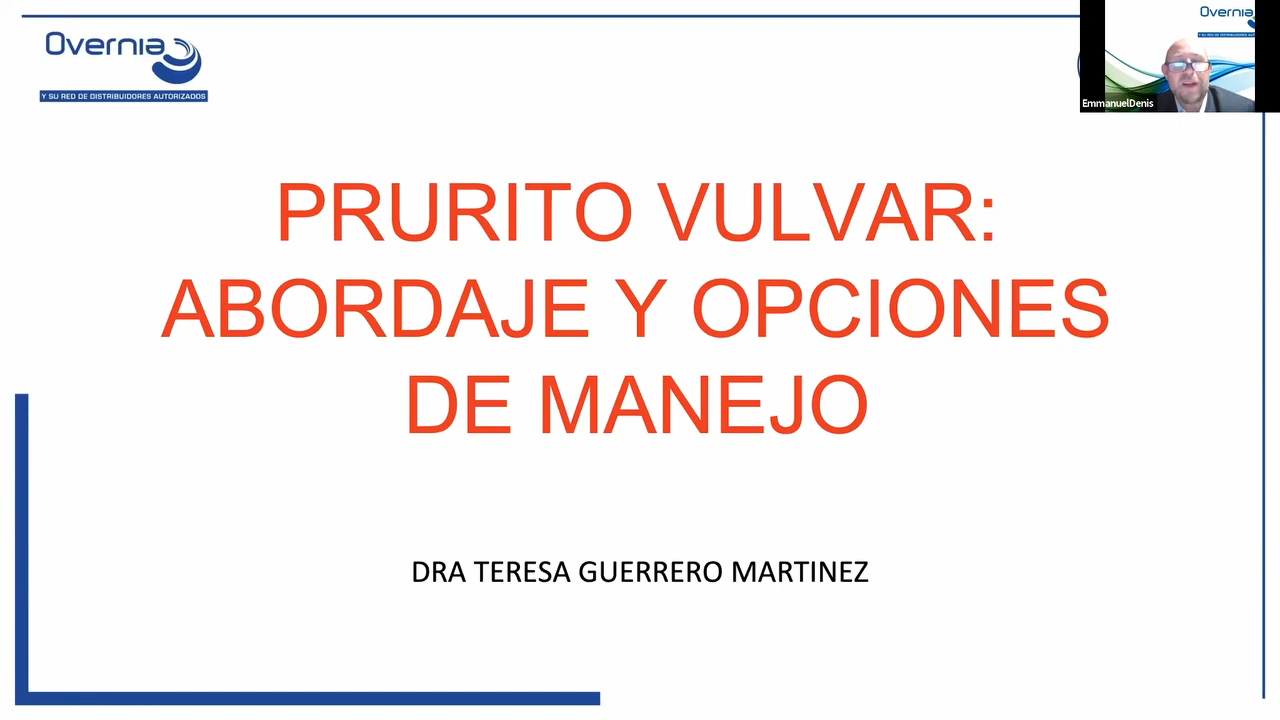 Overnia
Y SU RED DE DISTRIBUIDORES AUTORIZADOS
Overnia
EmmanuelDenis
PRURITO VULVAR:
ABORDAJE Y OPCIONES
DE MANEJO
DRA TERESA GUERRERO MARTINEZ